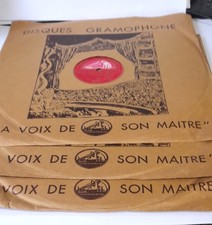 DISQUES GRAMOPHONE
LA VOIX DE SON MAITRE"
VOIX DE SON MAITRE"
VOIX DE SON MAITRE